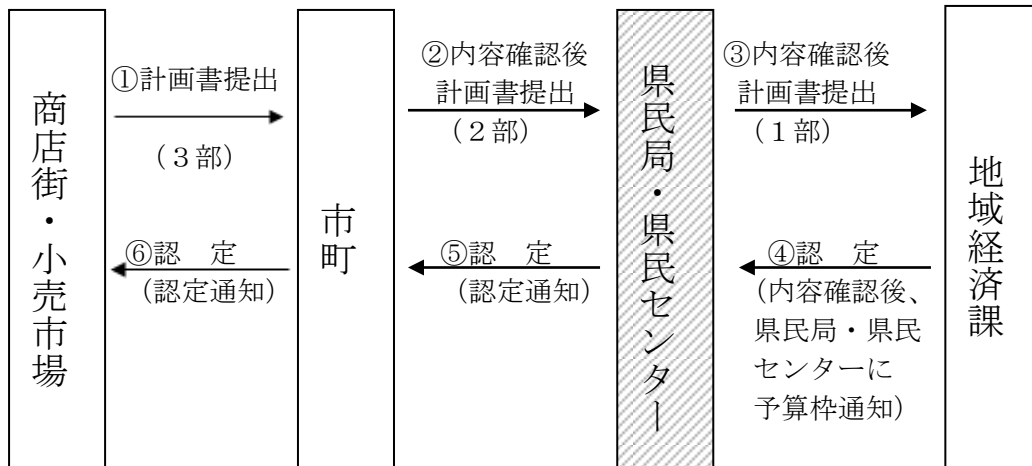 商店街・小売市場
①計画書提出
（３部）
⑥認　定
（認定通知）
市町
②内容確認後
計画書提出
（２部）
⑤認　定
（認定通知）
県民局・県民センター
③内容確認後
計画書提出
（１部）
④認　定
（内容確認後、
県民局・県民
センターに
予算枠通知）
地域経済課